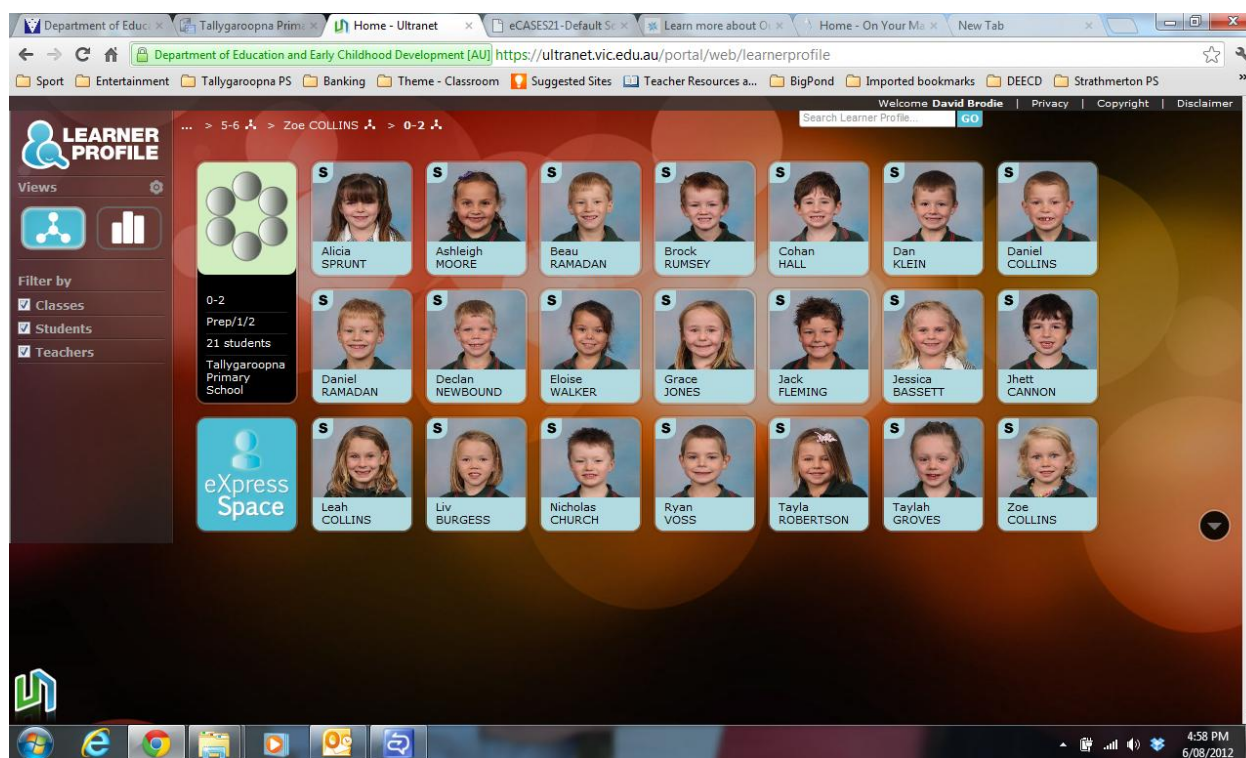 Department of Educ
Tallygaroopna Prim
Home - Ultranet
eCASES21-Default Sc
Learn more about O
Home - On Your Ma
New Tab
Department of Education and Early Childhood Development [AU] https://ultranet.vic.edu.au/portal/web/learnerprofile
Sport Entertainment Tallygaroopna PS Banking Theme - Classroom Suggested Sites Teacher Resources a... BigPond Imported bookmarks DEECD Strathmerton PS
Welcome David Brodie | Privacy | Copyright | Disclaimer
LEARNER
PROFILE
... > 5-6 > Zoe COLLINS > 0-2
Search Learner Profile... GO
Views
Filter by
Classes
Students
Teachers
0-2
Prep/1/2
21 students
Tallygaroopna
Primary
School
eXpress
Space
S
Alicia
SPRUNT
S
Ashleigh
MOORE
S
Beau
RAMADAN
S
Brock
RUMSEY
S
Cohan
HALL
S
Dan
KLEIN
S
Daniel
COLLINS
S
Daniel
RAMADAN
S
Declan
NEWBOUND
S
Eloise
WALKER
S
Grace
JONES
S
Jack
FLEMING
S
Jessica
BASSETT
S
Jhett
CANNON
S
Leah
COLLINS
S
Liv
BURGESS
S
Nicholas
CHURCH
S
Ryan
VOSS
S
Tayla
ROBERTSON
S
Taylah
GROVES
S
Zoe
COLLINS
4:58 PM
6/08/2012